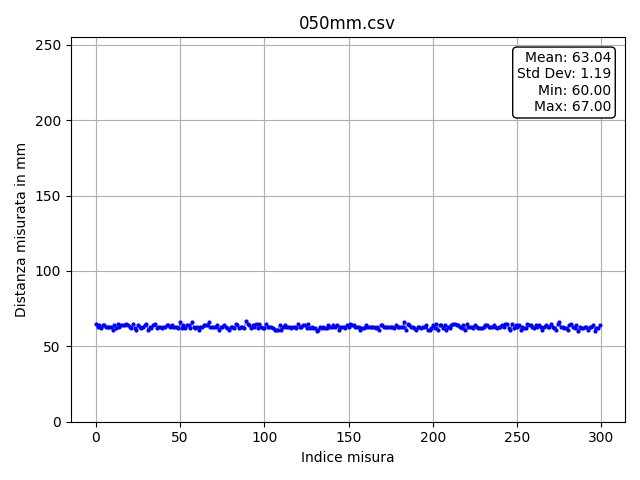 050mm.csv
250
200
150
100
50
0
Distanza misurata in mm
Mean: 63.04
Std Dev: 1.19
Min: 60.00
Max: 67.00
0 50 100 150 200 250 300
Indice misura